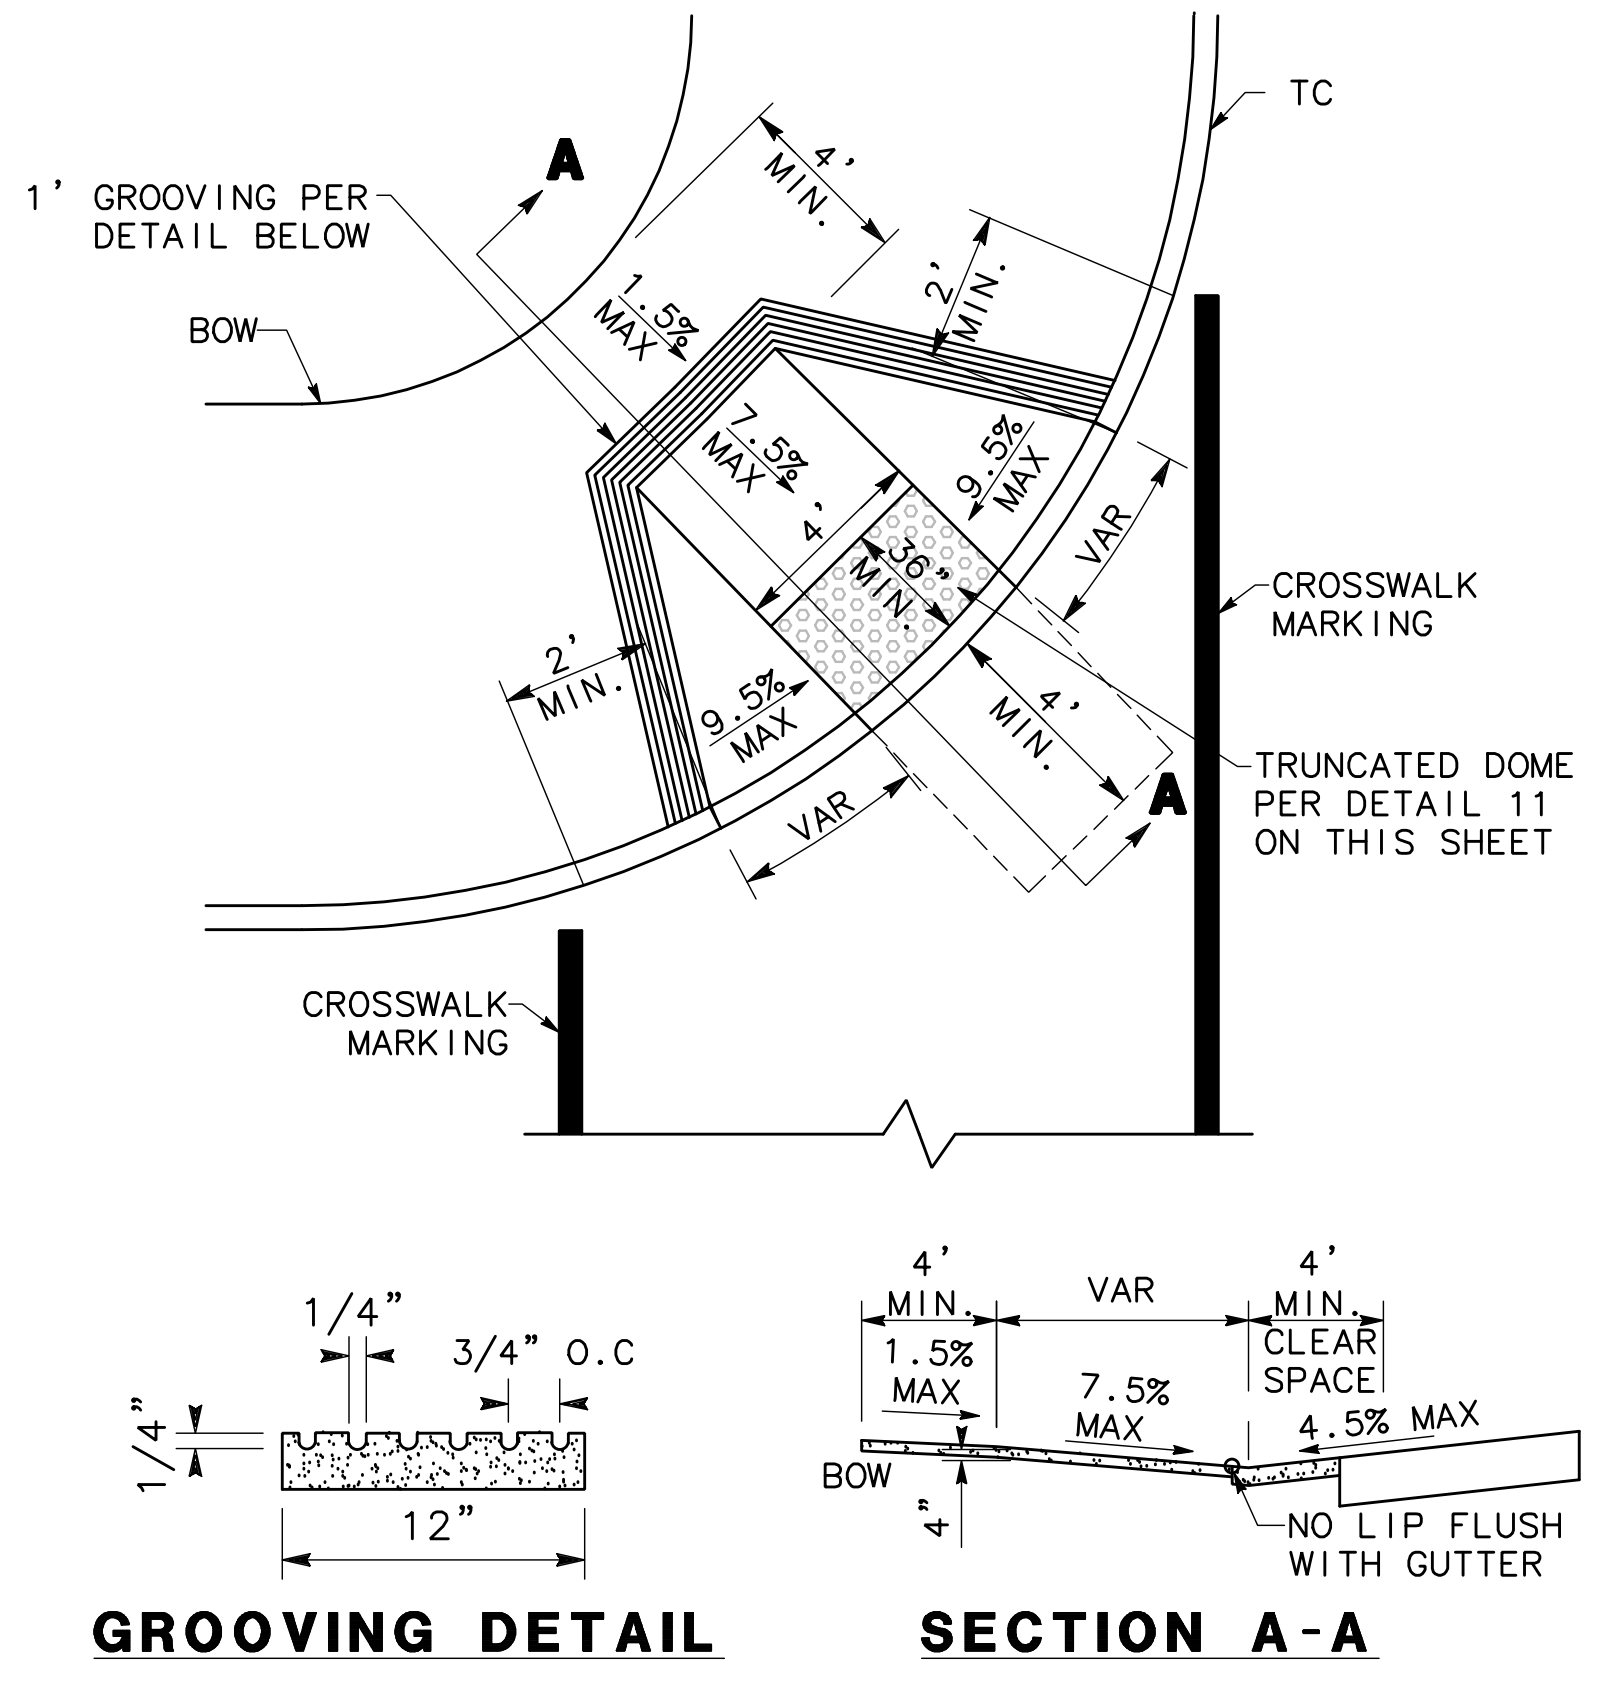 TC
A
4'
MIN.
1' GROOVING PER
DETAIL BELOW
2'
MIN.
1.5%
MAX
BOW
7.5%
MAX
9.5%
MAX
4'
VAR
36"
MIN.
CROSSWALK
MARKING
2'
MIN.
9.5%
MAX
4'
MIN.
A
VAR
TRUNCATED DOME
PER DETAIL 11
ON THIS SHEET
CROSSWALK
MARKING
1/4"
3/4" O.C
1/4"
12"
GROOVING DETAIL
4'
MIN.
VAR
4'
MIN.
CLEAR
SPACE
1.5%
MAX
7.5%
MAX
4.5% MAX
BOW
4"
NO LIP FLUSH
WITH GUTTER
SECTION A-A